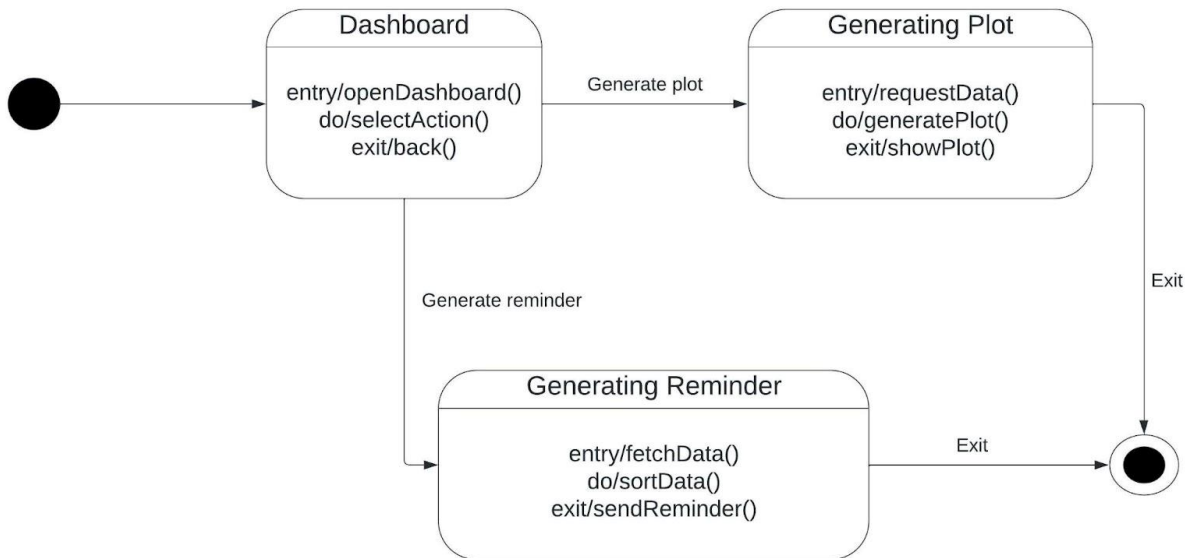 Dashboard
entry/openDashboard()
do/selectAction()
exit/back()
Generate plot
Generating Plot
entry/requestData()
do/generatePlot()
exit/showPlot()
Exit
Generate reminder
Generating Reminder
entry/fetchData()
do/sortData()
exit/sendReminder()
Exit